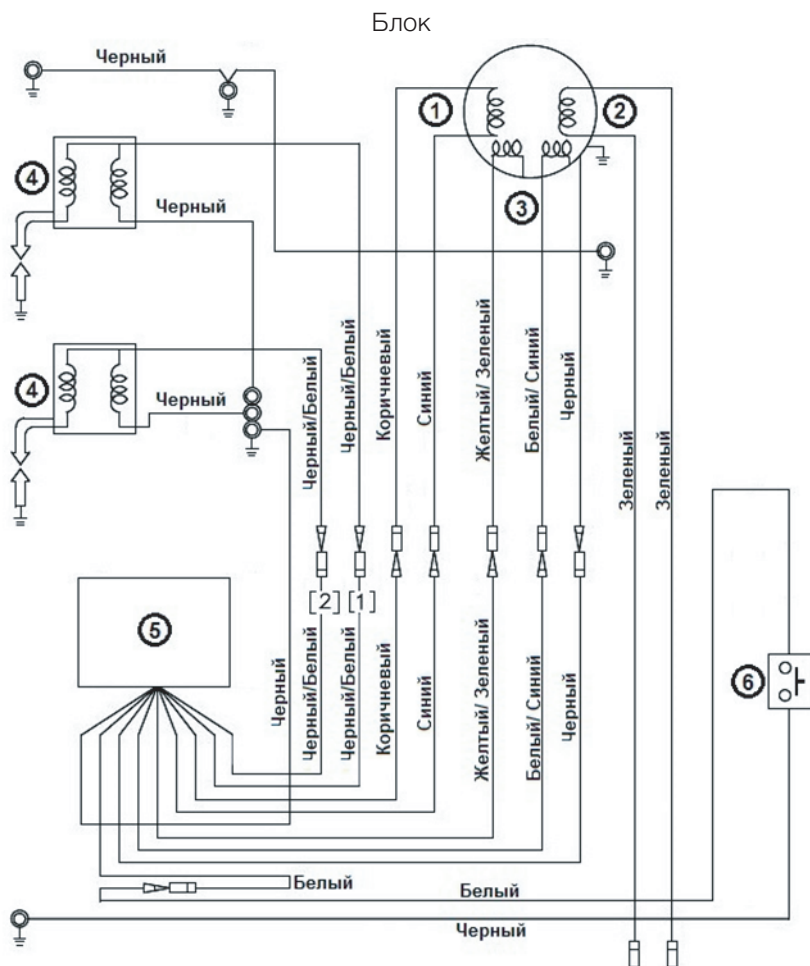 Блок
Черный
1
2
4
Черный
3
4
Черный
Черный/Белый
Черный/Белый
Коричневый
Синий
Желтый/ Зеленый
Белый/ Синий
Черный
Зеленый
Зеленый
[2]
[1]
5
6
Черный
Черный/Белый
Черный/Белый
Коричневый
Синий
Желтый/ Зеленый
Белый/ Синий
Черный
Белый
Белый
Черный